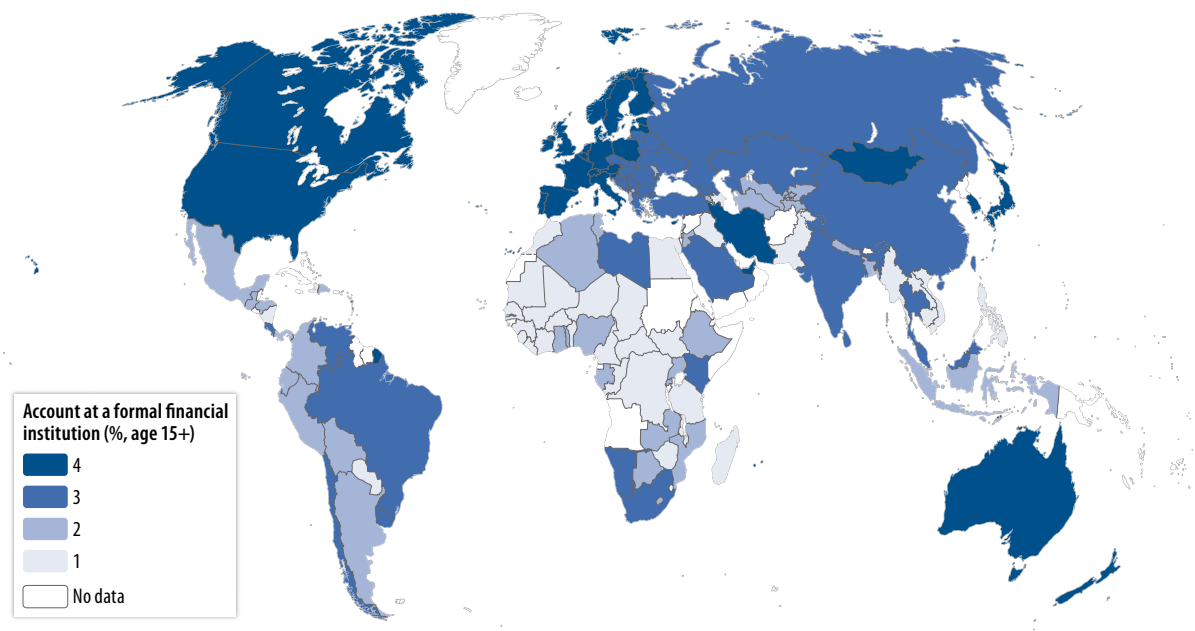 Account at a formal financial
institution (%, age 15+)
4
3
2
1
No data